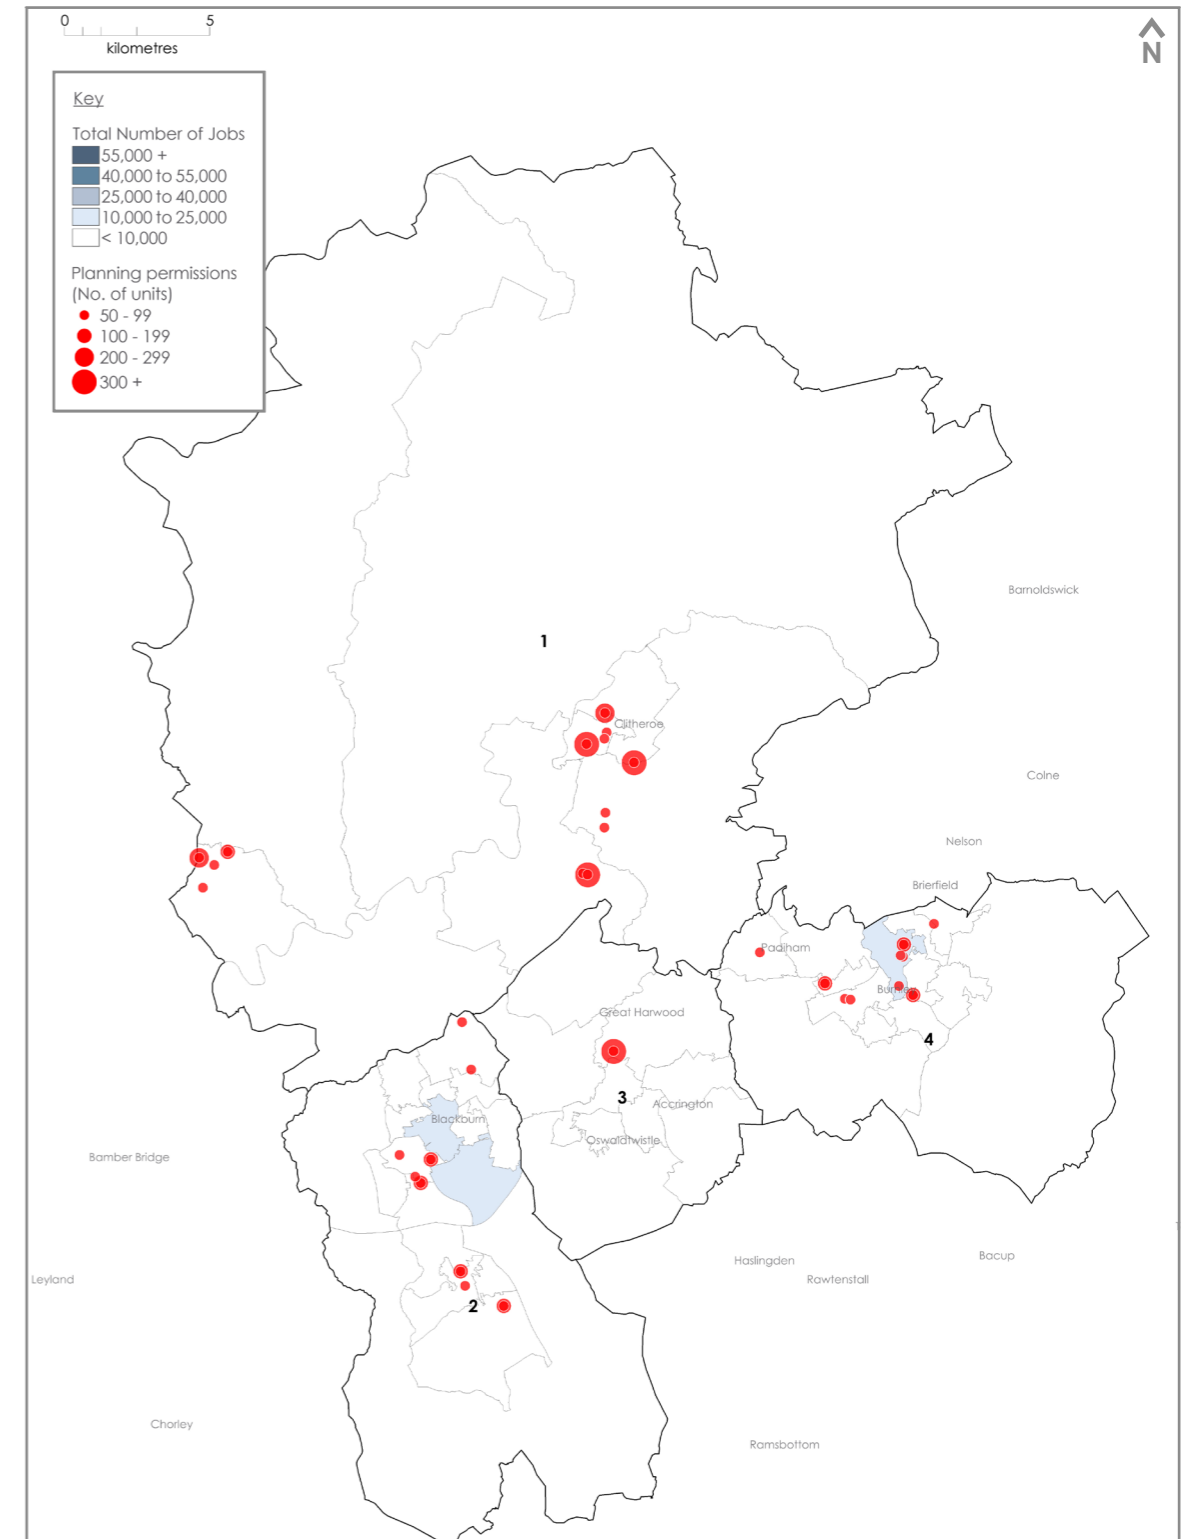 0 5
kilometres
N
Key
Total Number of Jobs
55,000 +
40,000 to 55,000
25,000 to 40,000
10,000 to 25,000
< 10,000
Planning permissions
(No. of units)
50 - 99
100 - 199
200 - 299
300 +
Barnoldswick
1
Clitheroe
Colne
Nelson
Brierfield
Padiham
Burnley
Great Harwood
4
3
Accrington
Blackburn
Oswaldtwistle
Bamber Bridge
Bacup
Haslingden
Leyland
Rawtenstall
2
Chorley
Ramsbottom